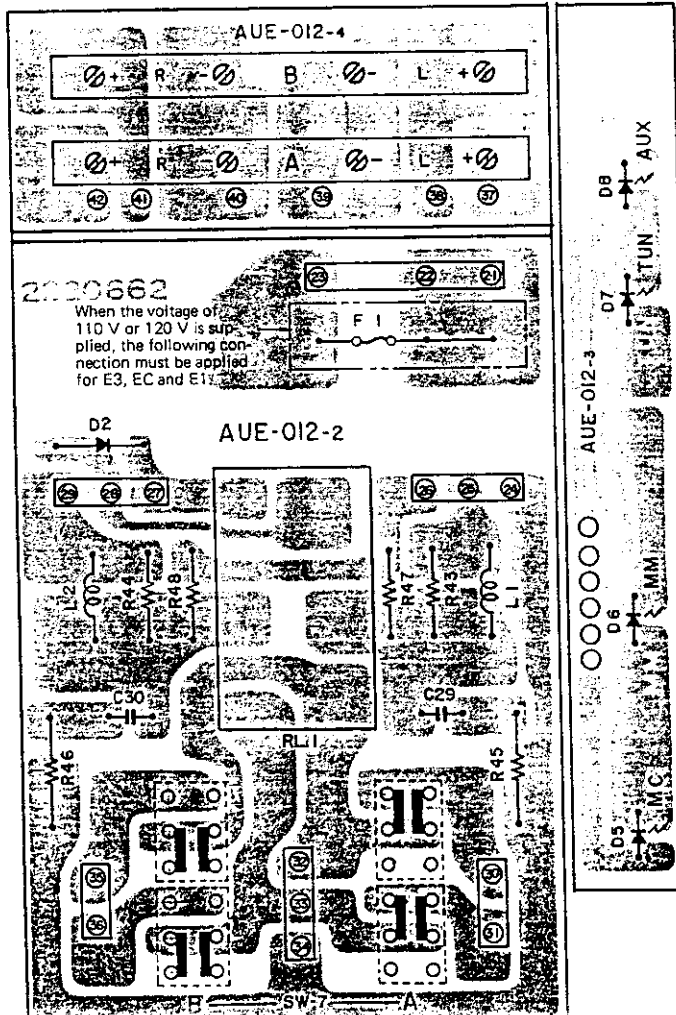 AUE-012-4
+ R - B - L +
+ R - A - L +
42 41 40 39 38 37
23 22 21
2230662
When the voltage of
110 V or 120 V is sup-
plied, the following con-
nection must be applied
for E3, EC and E1.
F 1
AUE-012-2
D2
29 28 27
25 26 24
L2 R44 R48
R47 R43 L1
C30 C29
RL1
R46 R45
35 36
32 33 34
30 31
B SW-7 A
AUE-012-3
D8 AUX
D7 TUN
D6 MM
D5 MC